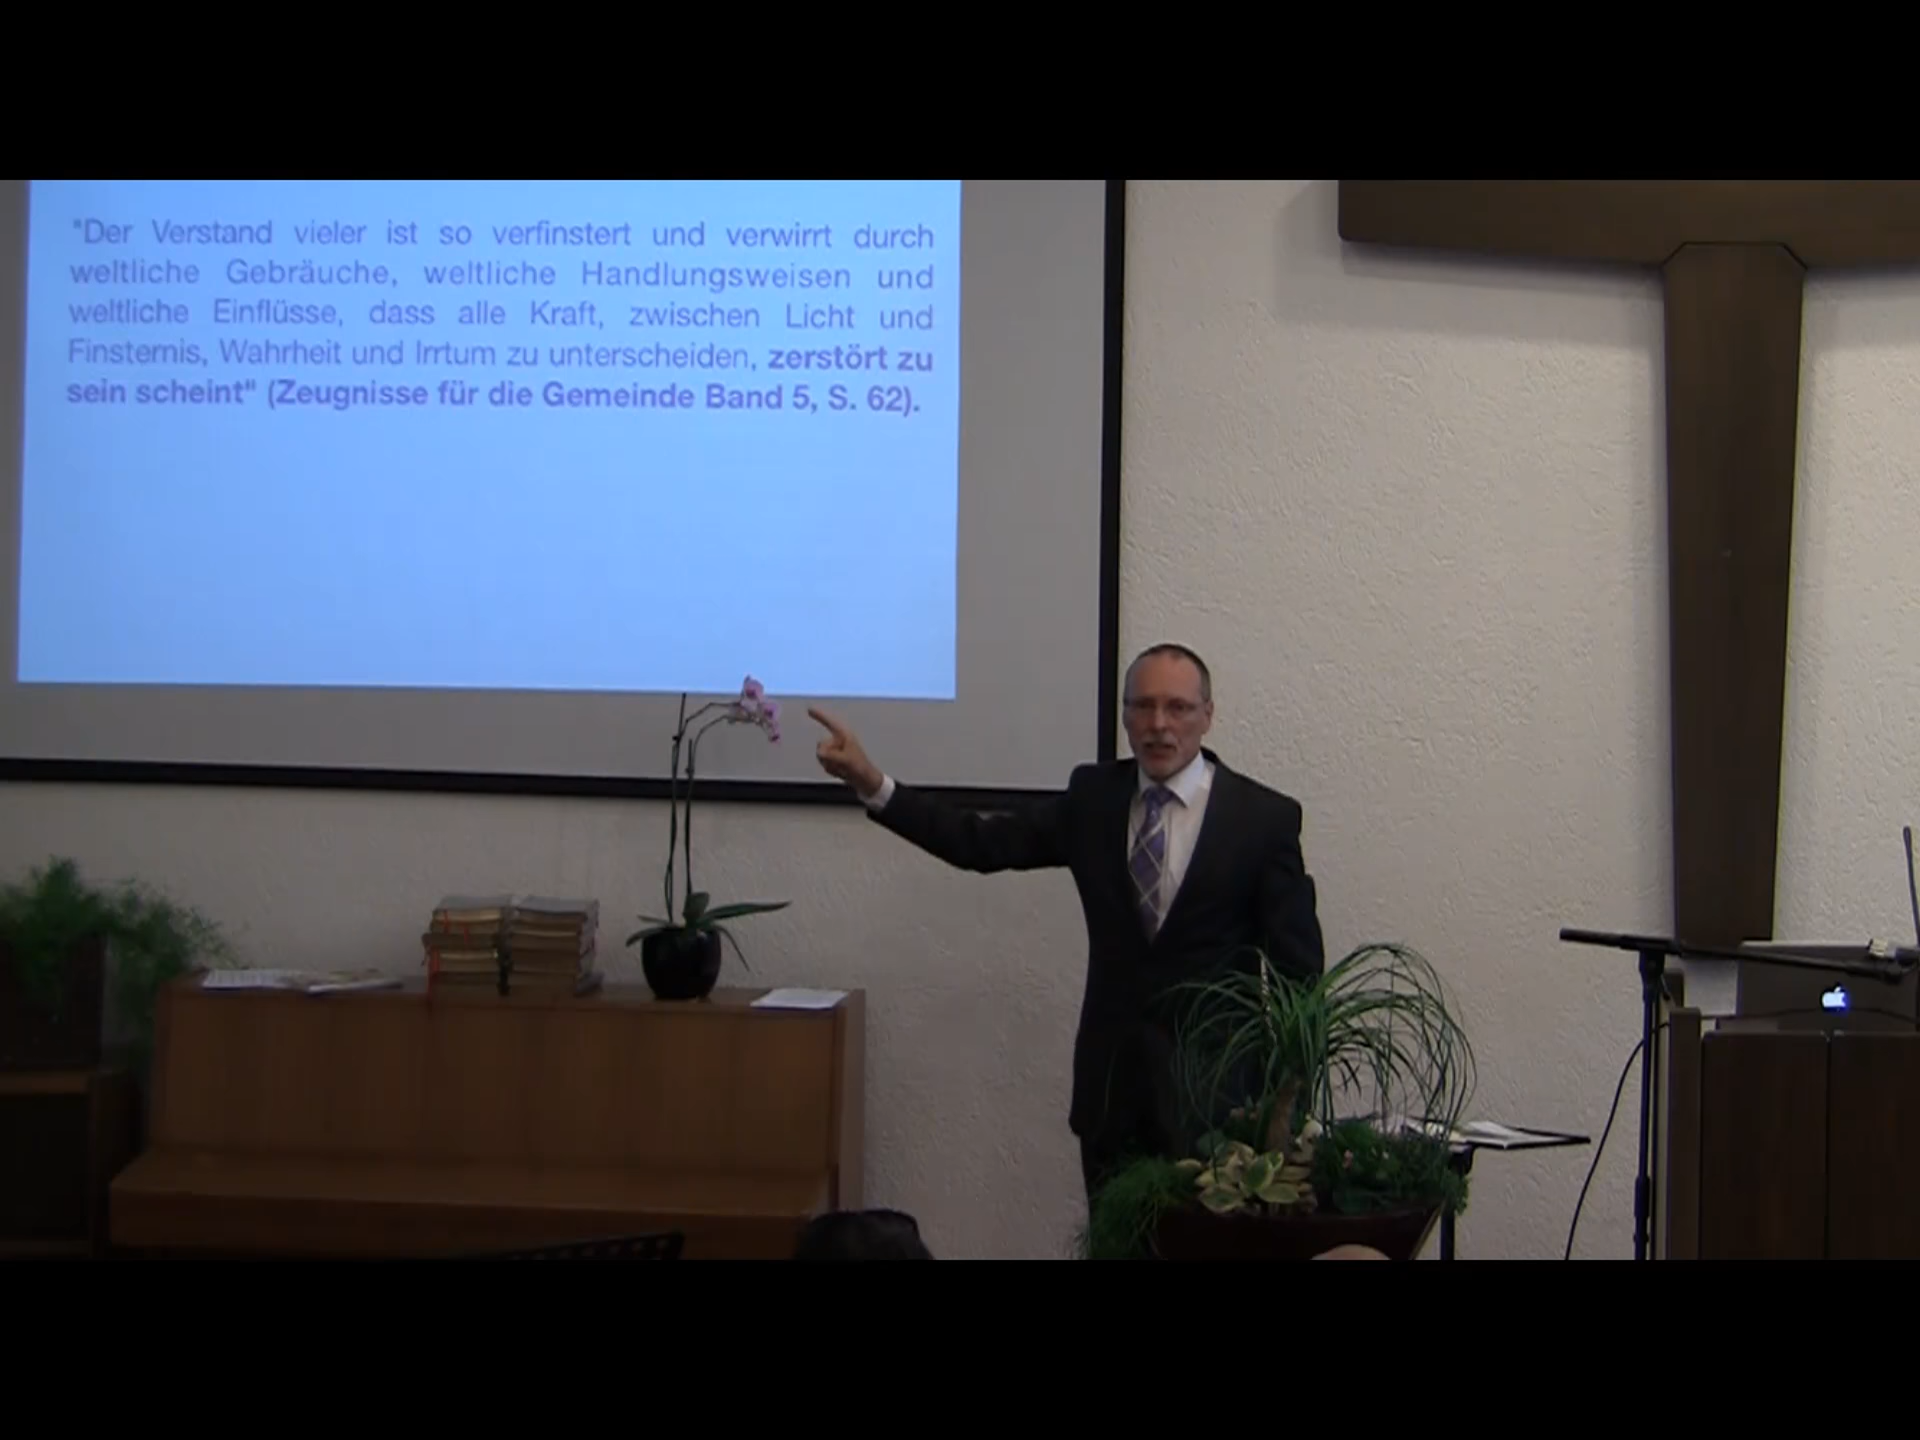 "Der Verstand vieler ist so verfinstert und verwirrt durch
weltliche Gebräuche, weltliche Handlungsweisen und
weltliche Einflüsse, dass alle Kraft, zwischen Licht und
Finsternis, Wahrheit und Irrtum zu unterscheiden, zerstört zu
sein scheint" (Zeugnisse für die Gemeinde Band 5, S. 62).